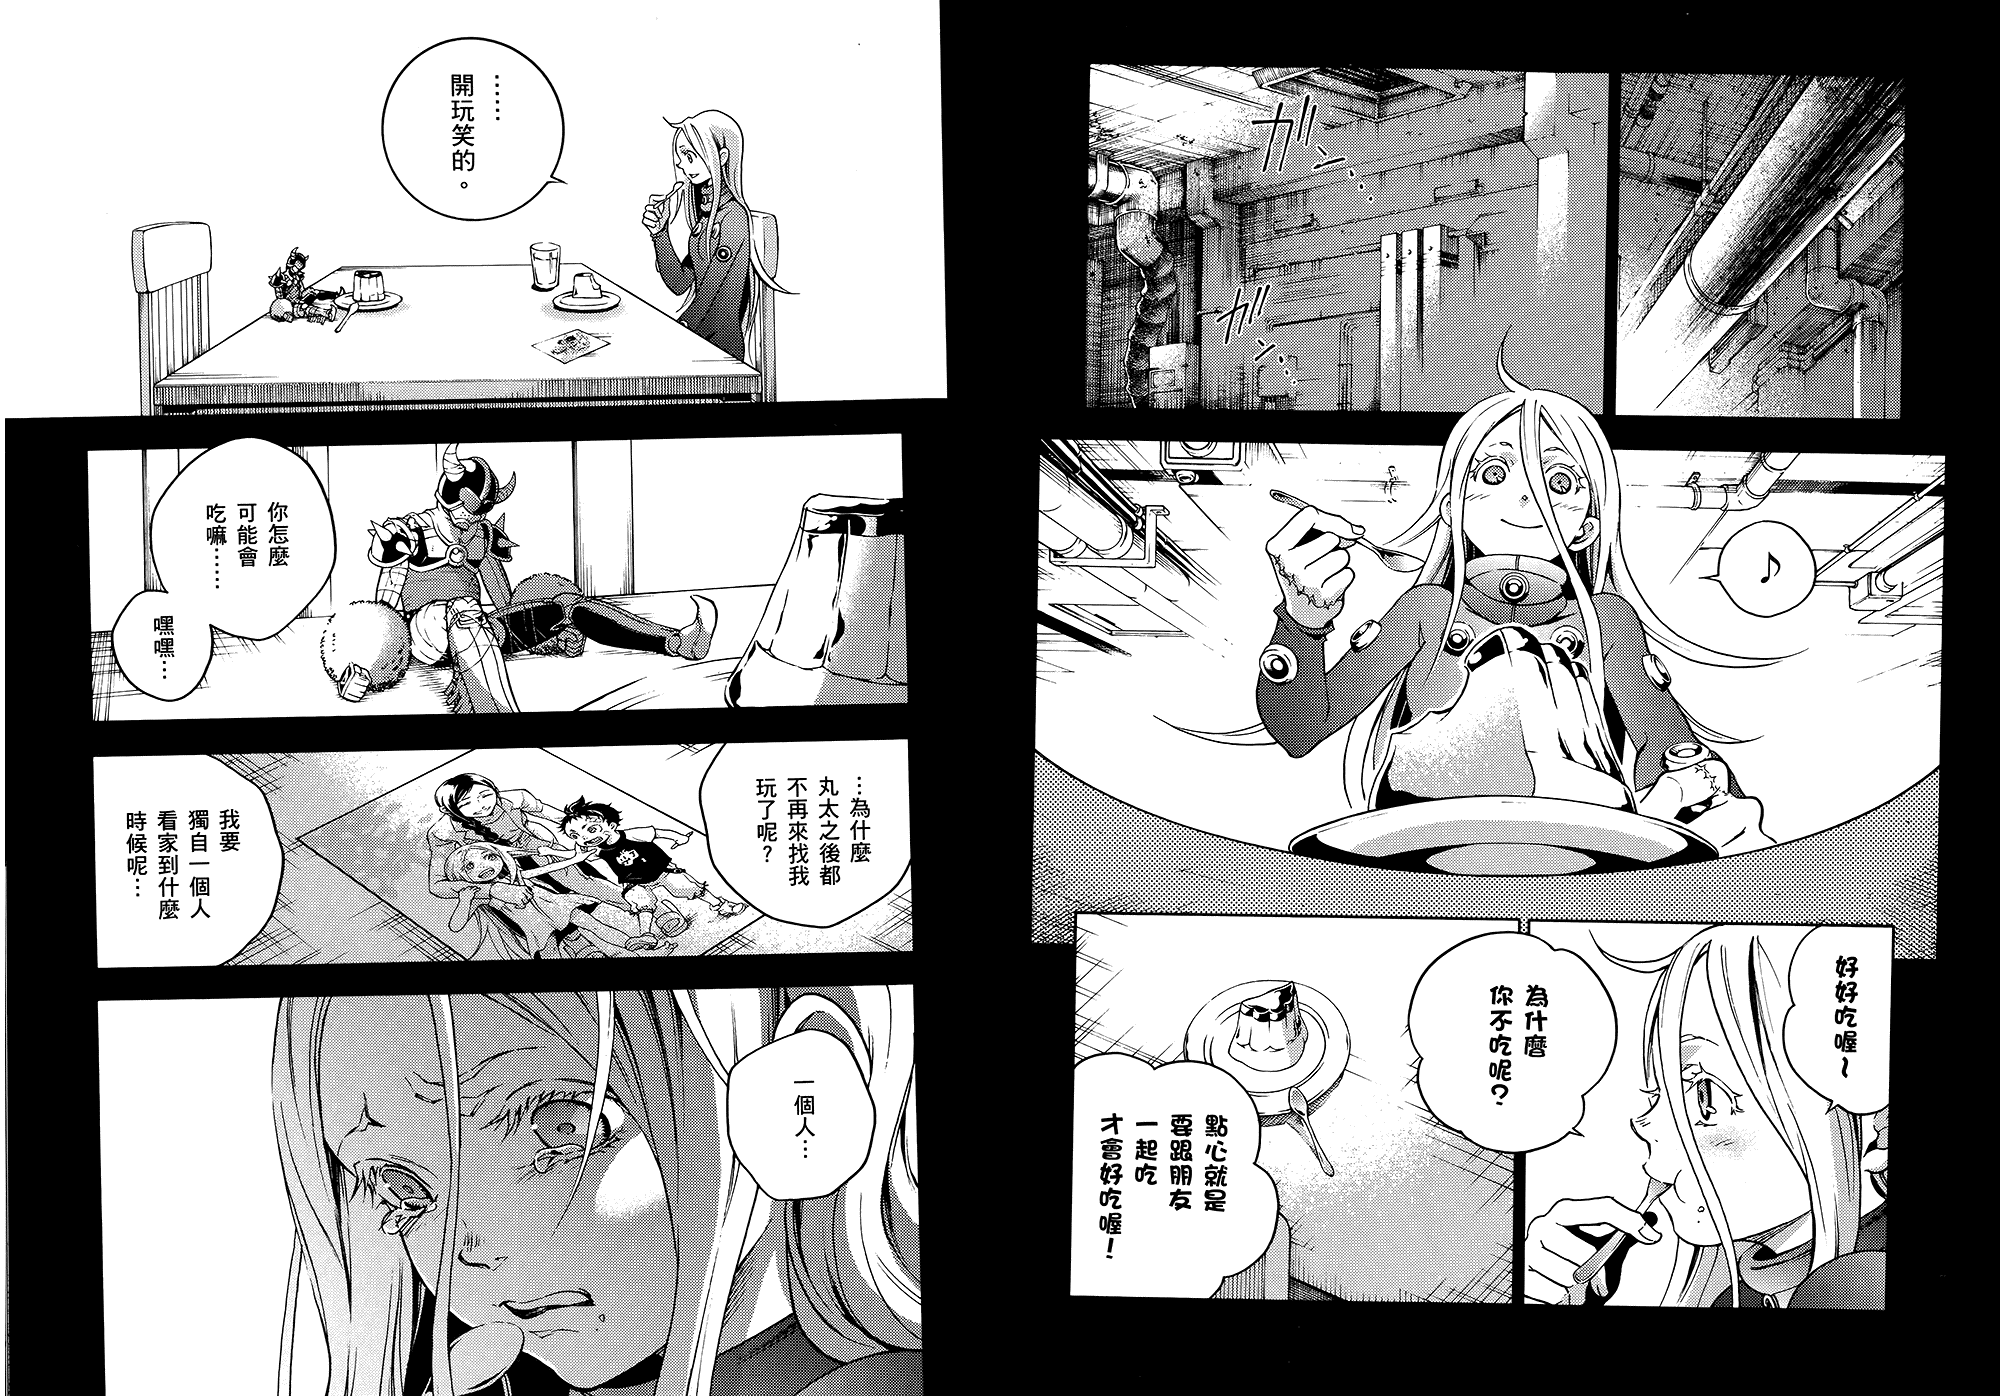 ガン…
ガン…
♪
好好吃喔～
為什麼
你不吃呢？
點心就是
要跟朋友
一起吃
才會好吃喔！
……
開玩笑的。
你怎麼
可能會
吃嘛……
嘿嘿…
…為什麼
丸太之後都
不再來找我
玩了呢？
我要
獨自一個人
看家到什麼
時候呢…
一個人…